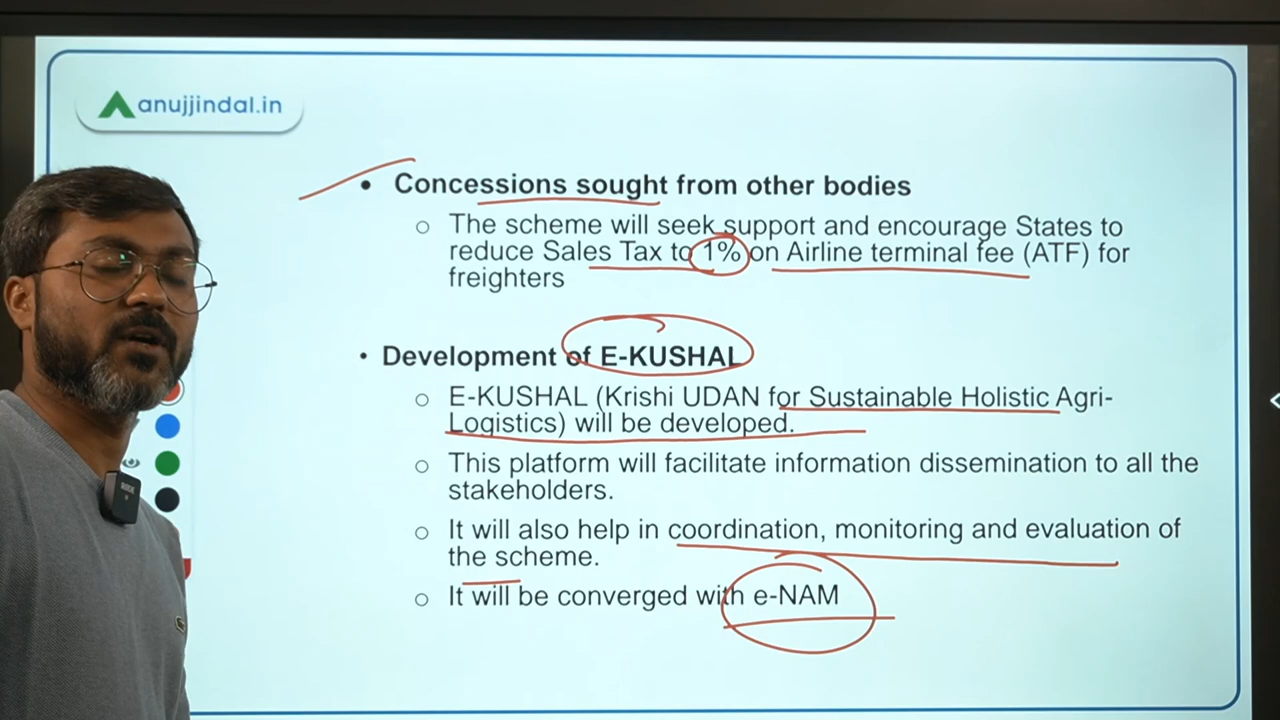 anujjindal.in
• Concessions sought from other bodies
o The scheme will seek support and encourage States to
reduce Sales Tax to 1% on Airline terminal fee (ATF) for
freighters
• Development of E-KUSHAL
o E-KUSHAL (Krishi UDAN for Sustainable Holistic Agri-
Logistics) will be developed.
o This platform will facilitate information dissemination to all the
stakeholders.
o It will also help in coordination, monitoring and evaluation of
the scheme.
o It will be converged with e-NAM